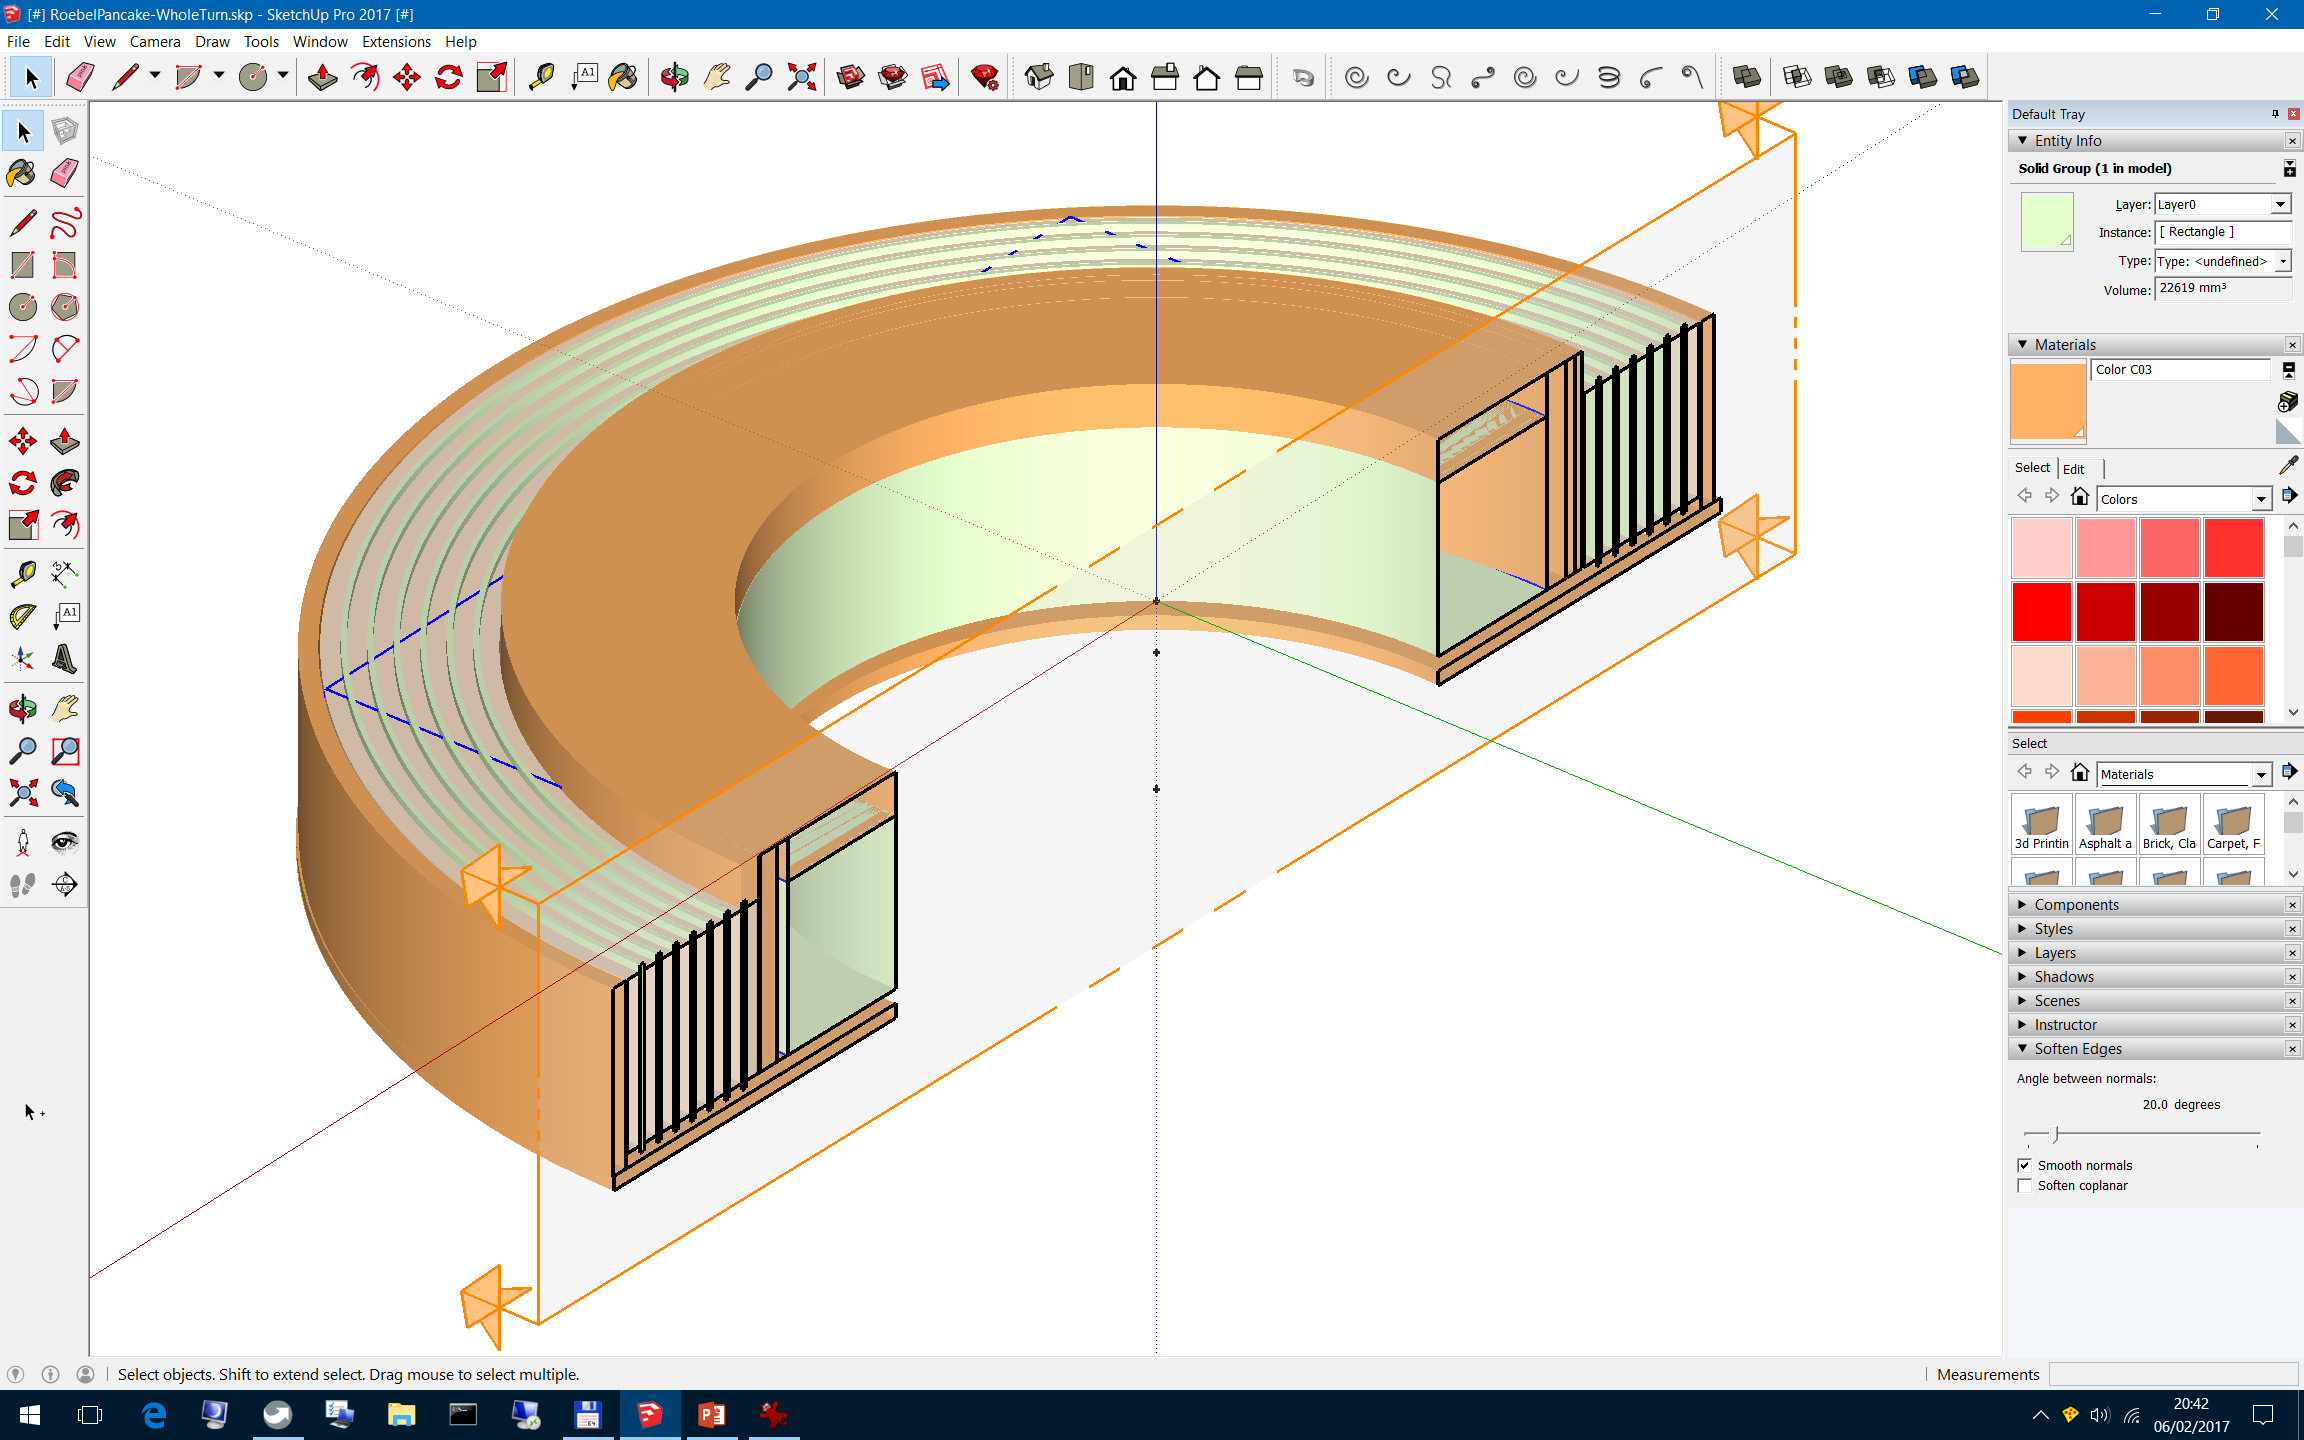 [#] RoebelPancake-WholeTurn.skp - SketchUp Pro 2017 [#]
File Edit View Camera Draw Tools Window Extensions Help
A1
Default Tray
Entity Info
Solid Group (1 in model)
Layer: Layer0
Instance: [ Rectangle ]
Type: Type: <undefined>
Volume: 22619 mm³
Materials
Color C03
Select Edit
Colors
A1
Select
Materials
3d Printin Asphalt a Brick, Cla Carpet, F
Components
Styles
Layers
Shadows
Scenes
Instructor
Soften Edges
Angle between normals:
20.0 degrees
Smooth normals
Soften coplanar
Select objects. Shift to extend select. Drag mouse to select multiple.
Measurements
64
20:42
06/02/2017